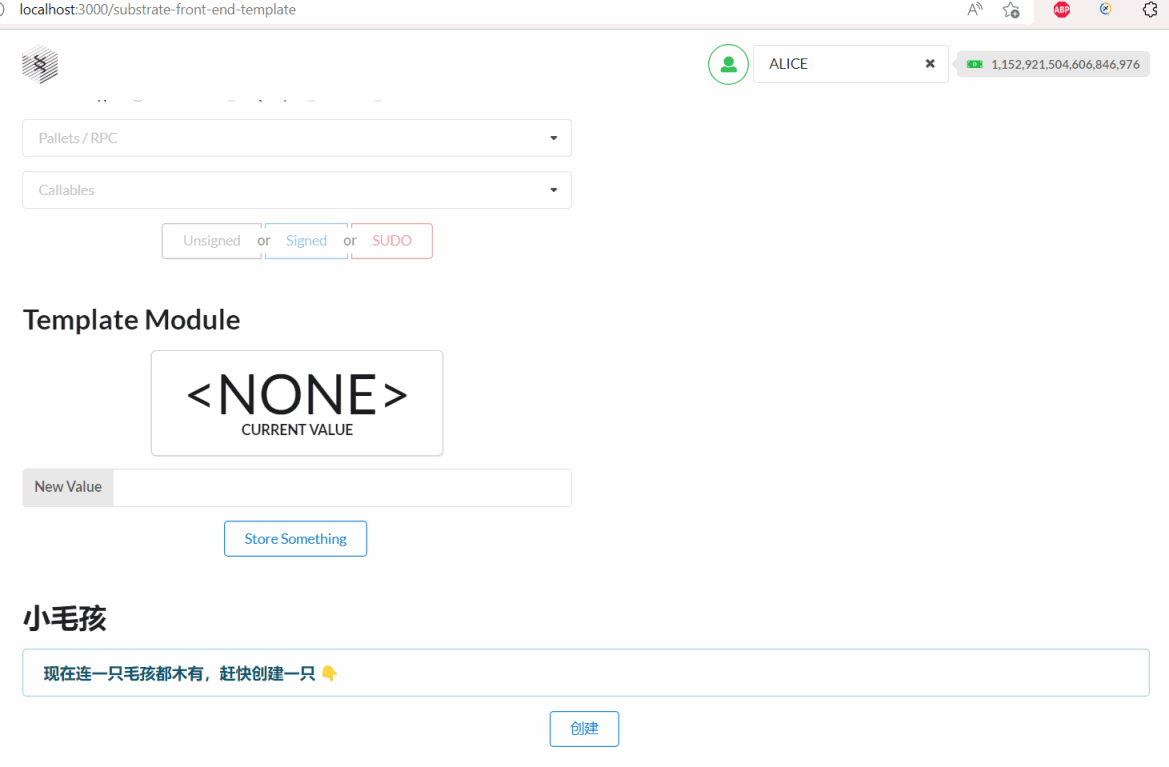 localhost:3000/substrate-front-end-template
ABP
ALICE
1,152,921,504,606,846,976
Pallets / RPC
Callables
Unsigned or Signed or SUDO
Template Module
<NONE>
CURRENT VALUE
New Value
Store Something
小毛孩
现在连一只毛孩都木有，赶快创建一只 👇
创建